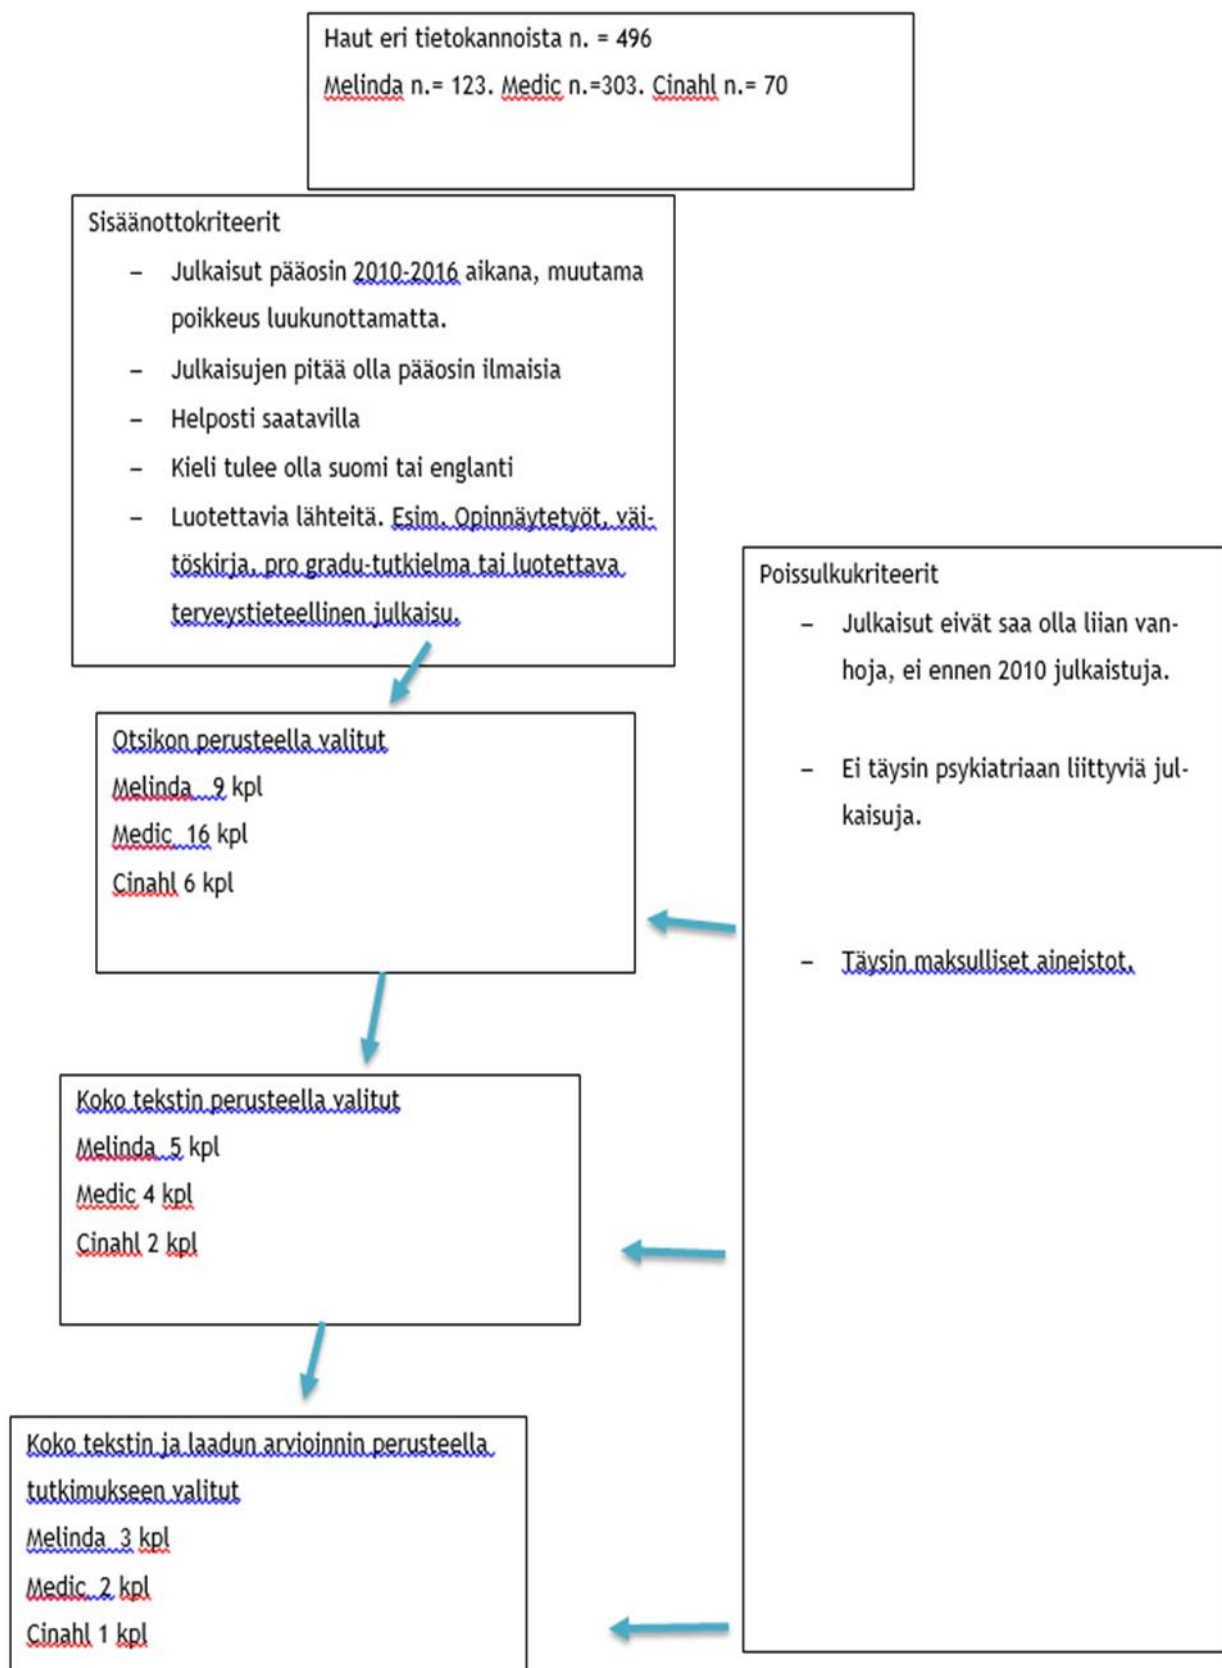 Haut eri tietokannoista n. = 496
Melinda n.= 123. Medic n.=303. Cinahl n.= 70
Sisäänottokriteerit
– Julkaisut pääosin 2010-2016 aikana, muutama
poikkeus luukunottamatta.
– Julkaisujen pitää olla pääosin ilmaisia
– Helposti saatavilla
– Kieli tulee olla suomi tai englanti
– Luotettavia lähteitä. Esim. Opinnäytetyöt, väi-
töskirja, pro gradu-tutkielma tai luotettava
terveystieteellinen julkaisu.
Poissulkukriteerit
– Julkaisut eivät saa olla liian van-
hoja, ei ennen 2010 julkaistuja.
– Ei täysin psykiatriaan liittyviä jul-
kaisuja.
– Täysin maksulliset aineistot.
Otsikon perusteella valitut
Melinda 9 kpl
Medic 16 kpl
Cinahl 6 kpl
Koko tekstin perusteella valitut
Melinda 5 kpl
Medic 4 kpl
Cinahl 2 kpl
Koko tekstin ja laadun arvioinnin perusteella
tutkimukseen valitut
Melinda 3 kpl
Medic 2 kpl
Cinahl 1 kpl